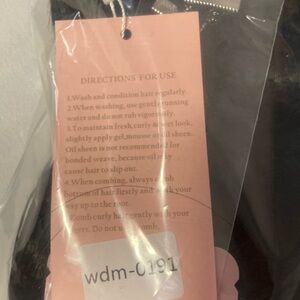 DIRECTIONS FOR USE
1.Wash and condition hair regularly.
2.When washing, use gently running
water and do not rub vigorously.
3.To maintain fresh,curly & wet look,
slightly apply gel,mousse or oil sheen.
Oil sheen is not recommended for
bonded weave, because oil may
cause hair to slip out.
4.When combing, always comb
bottom of hair firstly and work your
way up to the root.
Comb curly hair gently with your
Do not use comb.
wdm-0191